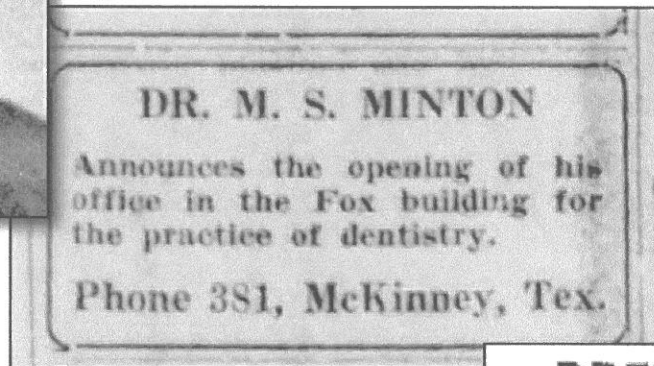 DR. M. S. MINTON
Announces the opening of his
office in the Fox building for
the practice of dentistry.
Phone 381, McKinney, Tex.